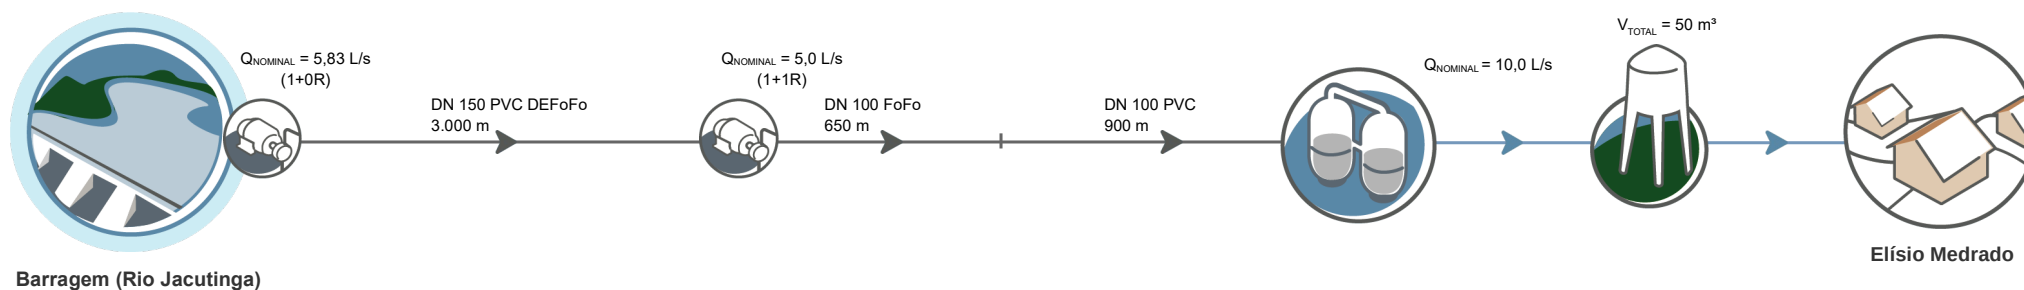 Q_NOMINAL = 5,83 L/s
(1+0R)
DN 150 PVC DEFoFo
3.000 m
Q_NOMINAL = 5,0 L/s
(1+1R)
DN 100 FoFo
650 m
DN 100 PVC
900 m
Q_NOMINAL = 10,0 L/s
V_TOTAL = 50 m³
Elísio Medrado
Barragem (Rio Jacutinga)